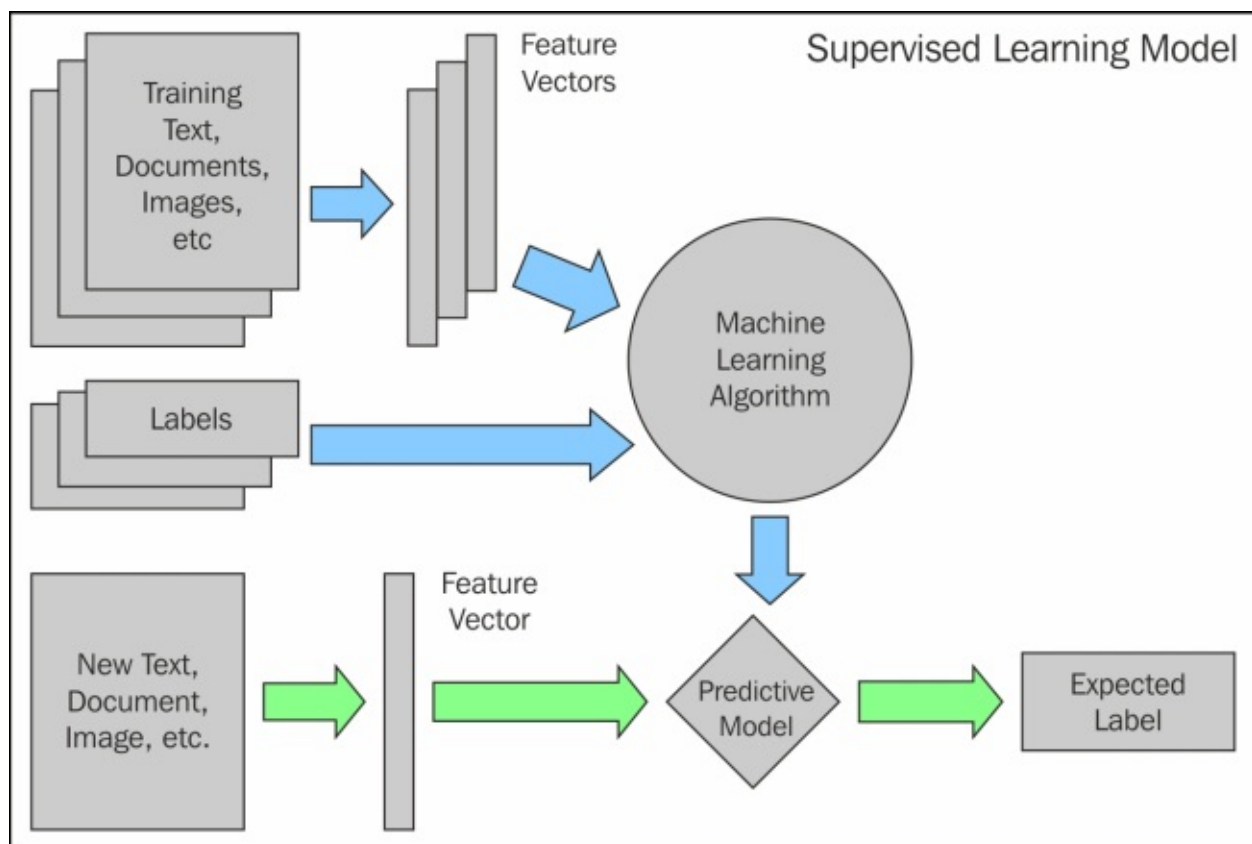 Supervised Learning Model
Training
Text,
Documents,
Images,
etc
Feature
Vectors
Machine
Learning
Algorithm
Labels
New Text,
Document,
Image, etc.
Feature
Vector
Predictive
Model
Expected
Label